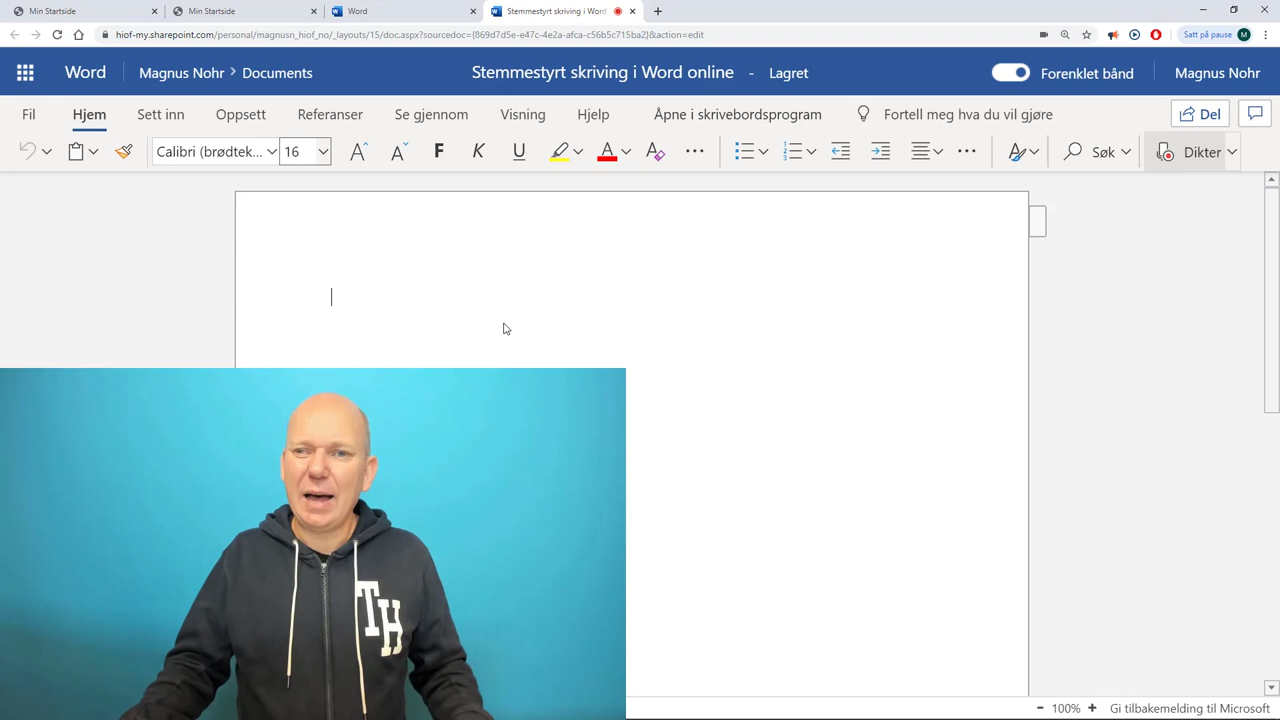 Min Startside
Min Startside
Word
Stemmestyrt skriving i Word
hiof-my.sharepoint.com/personal/magnusn_hiof_no/_layouts/15/doc.aspx?sourcedoc={869d7d5e-e47c-4e2a-afca-c56b5c715ba2}&action=edit
Satt på pause
M
Word
Magnus Nohr > Documents
Stemmestyrt skriving i Word online - Lagret
Forenklet bånd
Magnus Nohr
Fil
Hjem
Sett inn
Oppsett
Referanser
Se gjennom
Visning
Hjelp
Åpne i skrivebordsprogram
Fortell meg hva du vil gjøre
Del
Calibri (brødtek...
16
A
A
F
K
U
A
A
Søk
Dikter
TH
100%
Gi tilbakemelding til Microsoft